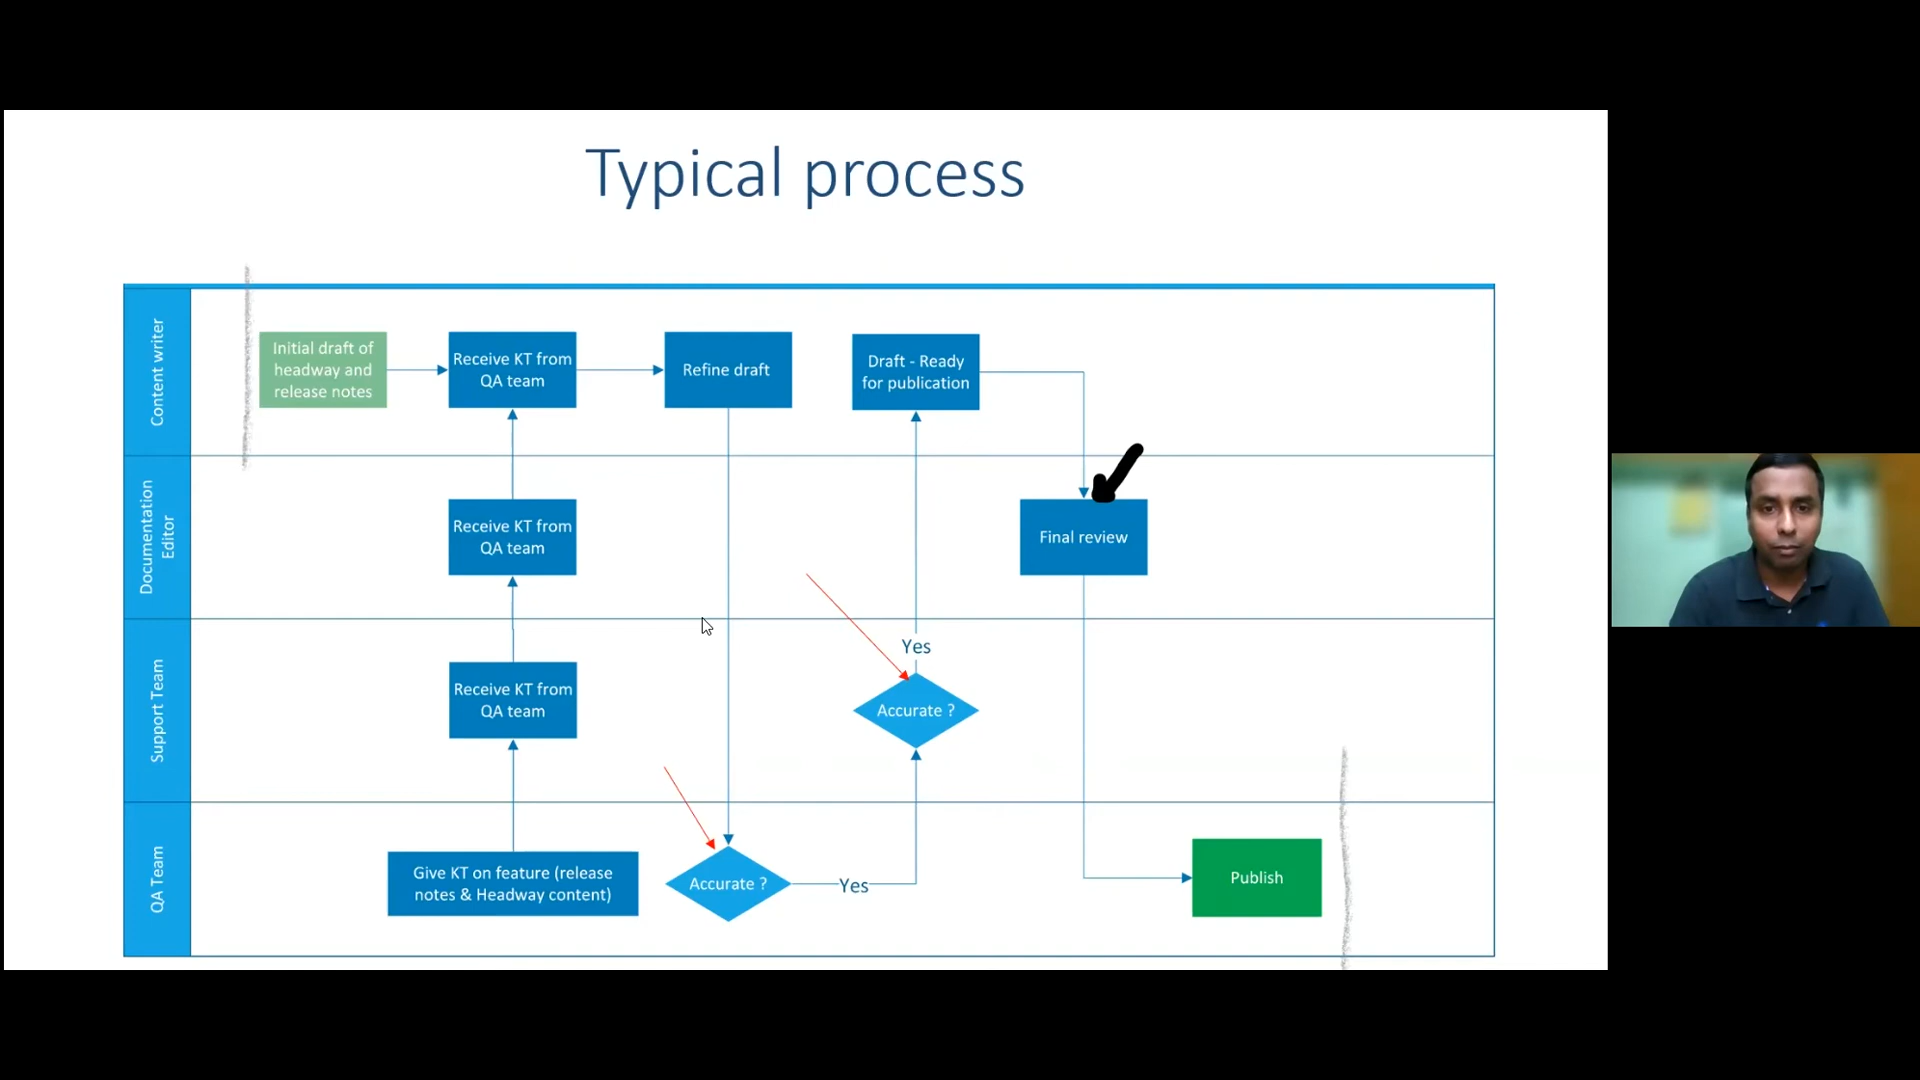 Typical process
Content writer
Initial draft of
headway and
release notes
Receive KT from
QA team
Refine draft
Draft - Ready
for publication
Documentation
Editor
Receive KT from
QA team
Final review
Support Team
Receive KT from
QA team
Yes
Accurate ?
QA Team
Give KT on feature (release
notes & Headway content)
Accurate ?
Yes
Publish